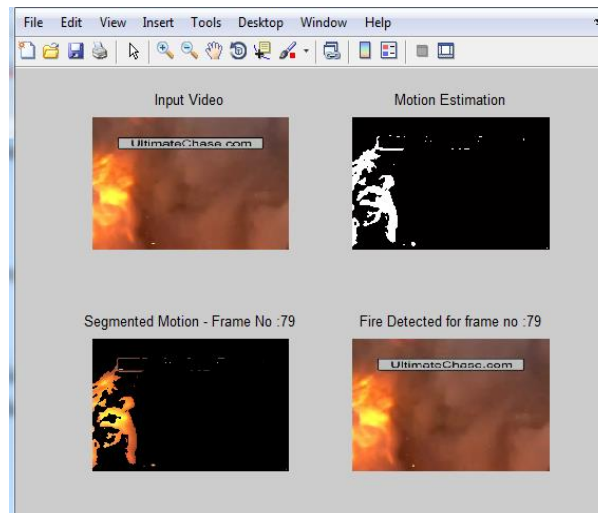 File Edit View Insert Tools Desktop Window Help
Input Video
Motion Estimation
UltimateChase.com
Segmented Motion - Frame No :79
Fire Detected for frame no :79
UltimateChase.com